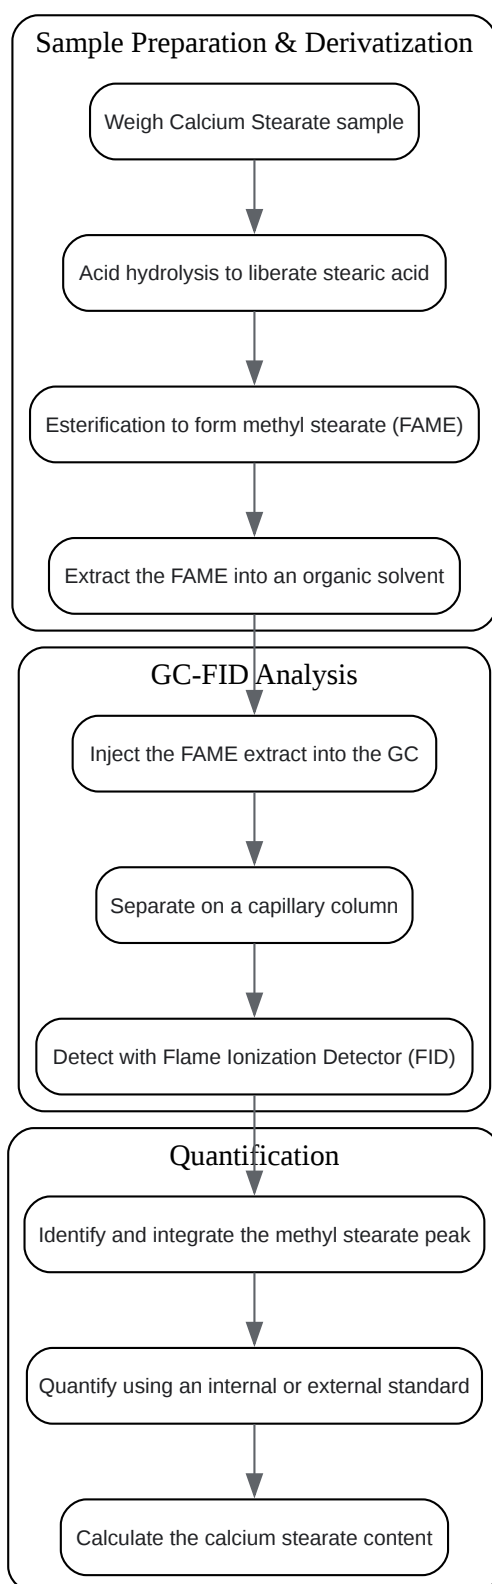 Sample Preparation & Derivatization
Weigh Calcium Stearate sample
Acid hydrolysis to liberate stearic acid
Esterification to form methyl stearate (FAME)
Extract the FAME into an organic solvent
GC-FID Analysis
Inject the FAME extract into the GC
Separate on a capillary column
Detect with Flame Ionization Detector (FID)
Quantification
Identify and integrate the methyl stearate peak
Quantify using an internal or external standard
Calculate the calcium stearate content